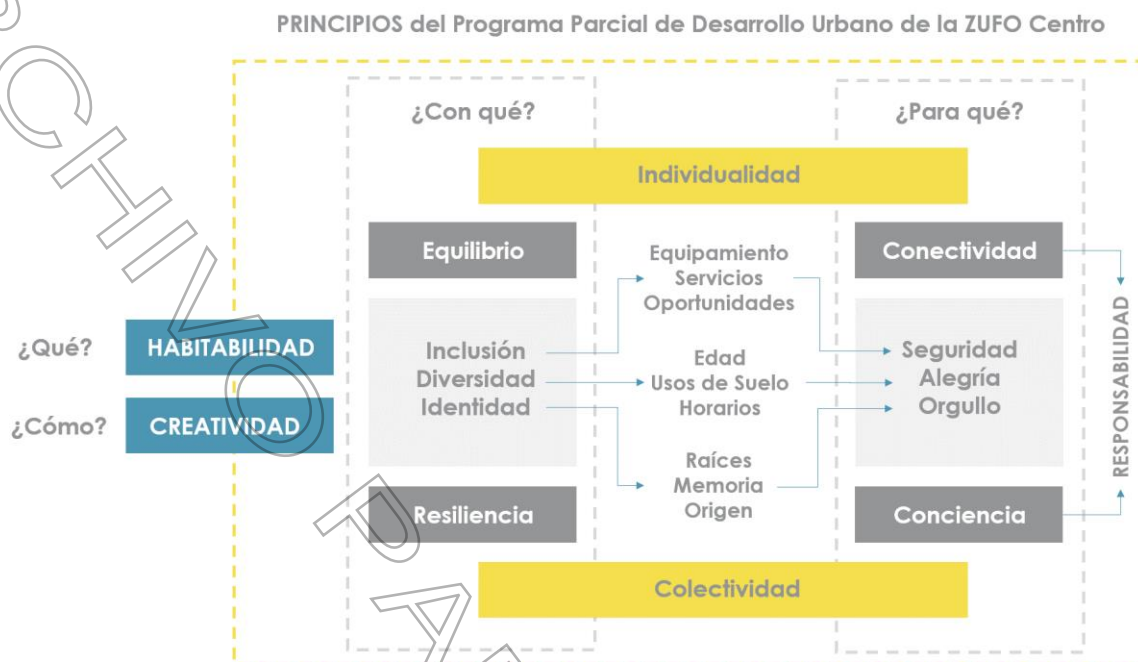 PRINCIPIOS del Programa Parcial de Desarrollo Urbano de la ZUFO Centro
¿Con qué?
¿Para qué?
Individualidad
Equilibrio
Equipamiento
Servicios
Oportunidades
Conectividad
¿Qué?
HABITABILIDAD
Inclusión
Diversidad
Identidad
Edad
Usos de Suelo
Horarios
Seguridad
Alegría
Orgullo
RESPONSABILIDAD
¿Cómo?
CREATIVIDAD
Raíces
Memoria
Origen
Resiliencia
Conciencia
Colectividad